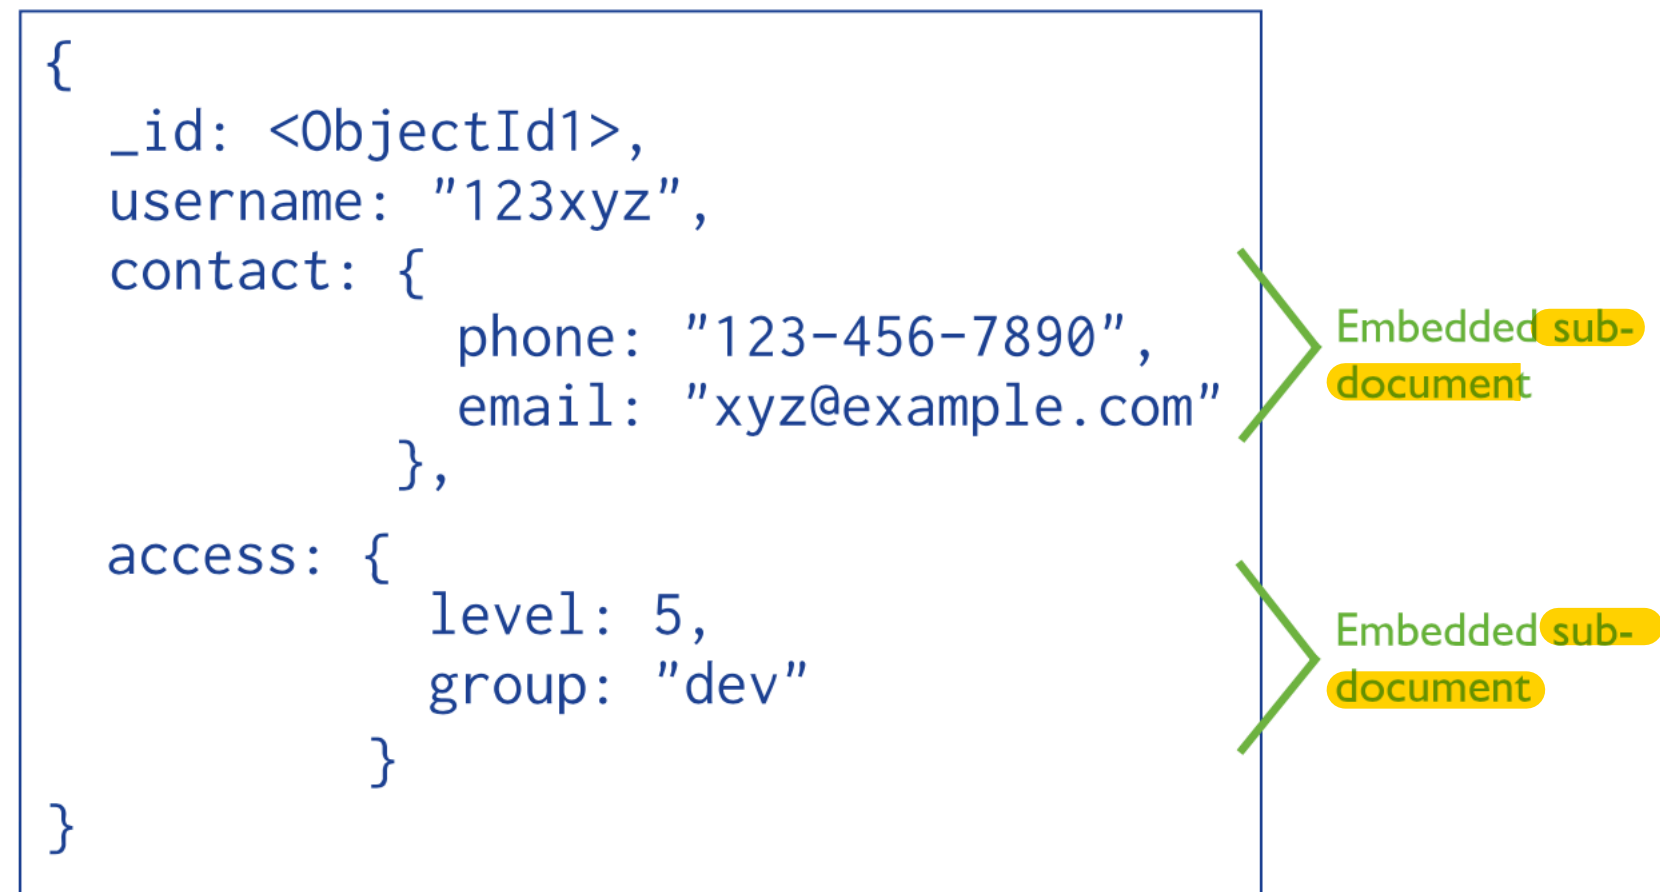 {
_id: <ObjectId1>,
username: "123xyz",
contact: {
phone: "123-456-7890",
email: "xyz@example.com"
},
access: {
level: 5,
group: "dev"
}
}
Embedded sub-
document
Embedded sub-
document